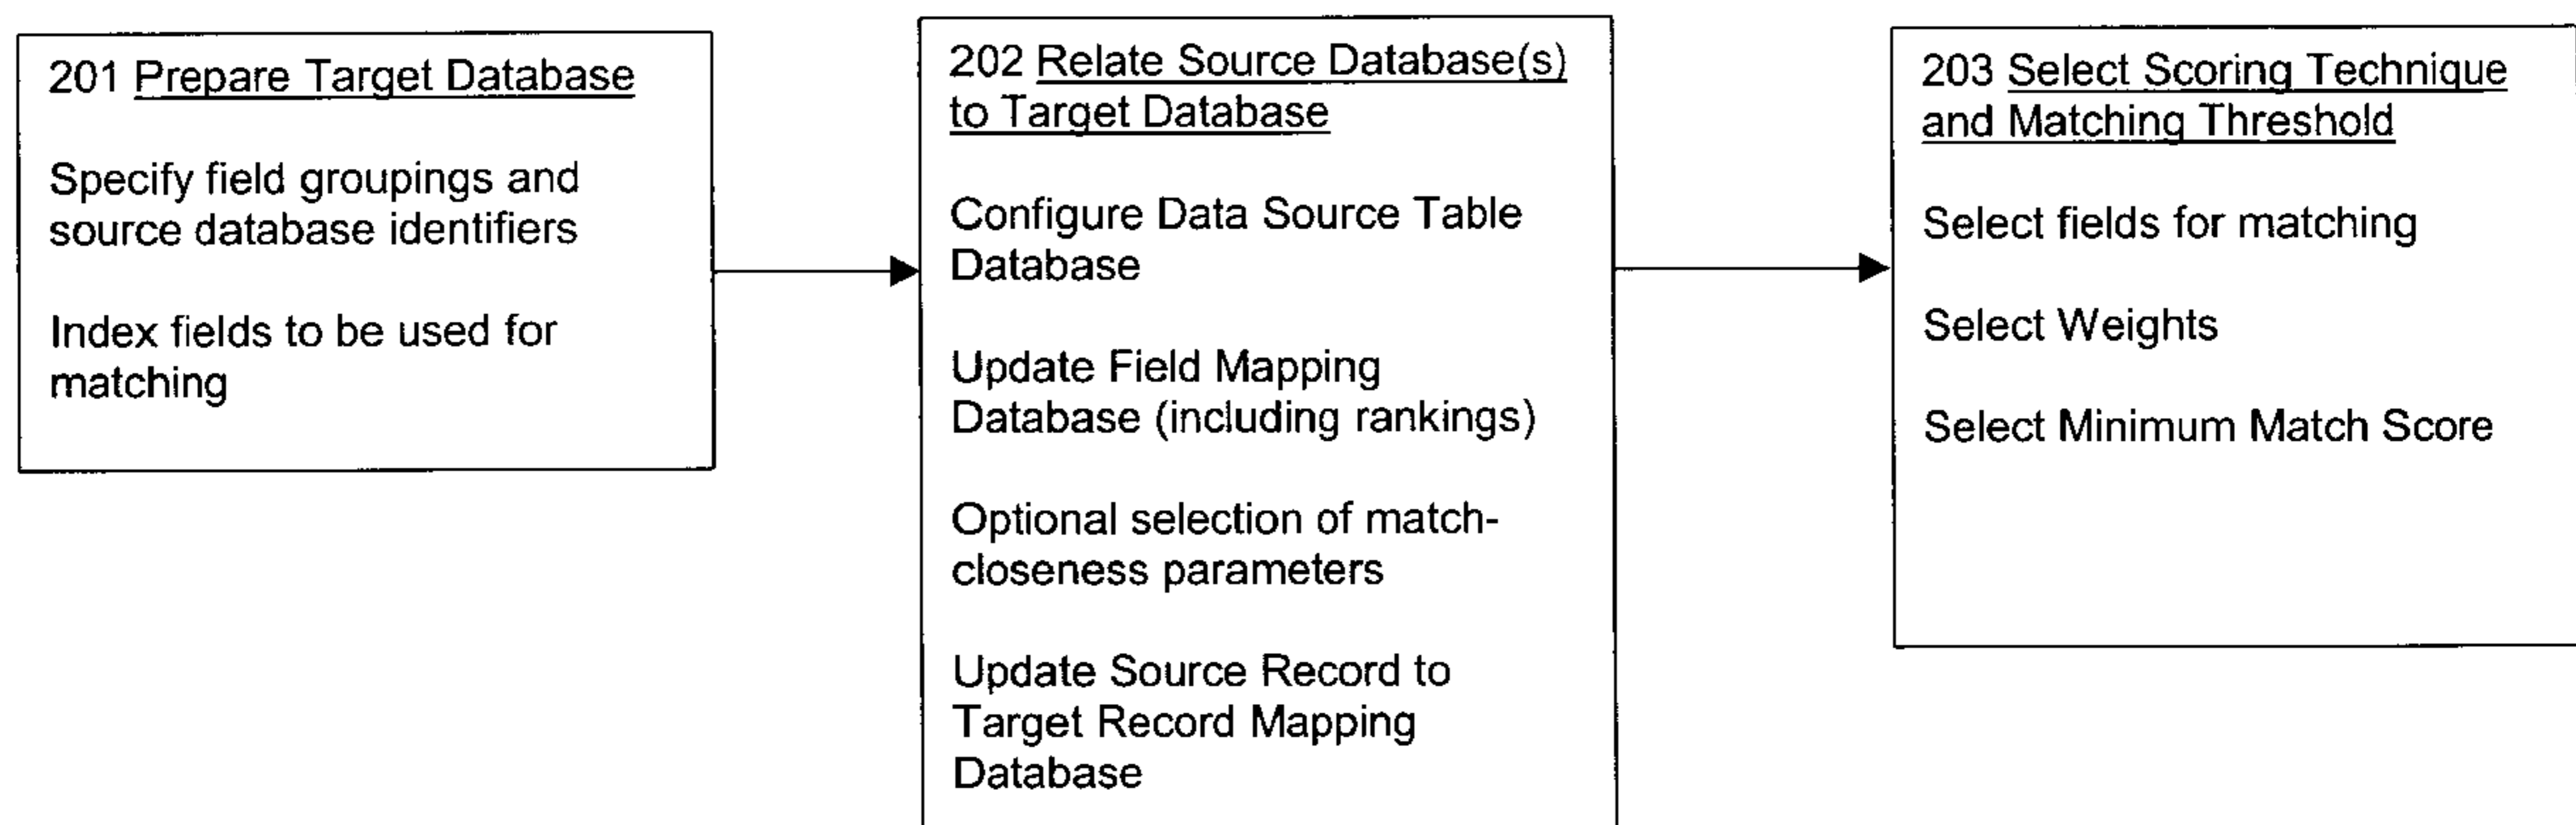 201 Prepare Target Database
Specify field groupings and
source database identifiers
Index fields to be used for
matching
202 Relate Source Database(s)
to Target Database
Configure Data Source Table
Database
Update Field Mapping
Database (including rankings)
Optional selection of match-
closeness parameters
Update Source Record to
Target Record Mapping
Database
203 Select Scoring Technique
and Matching Threshold
Select fields for matching
Select Weights
Select Minimum Match Score